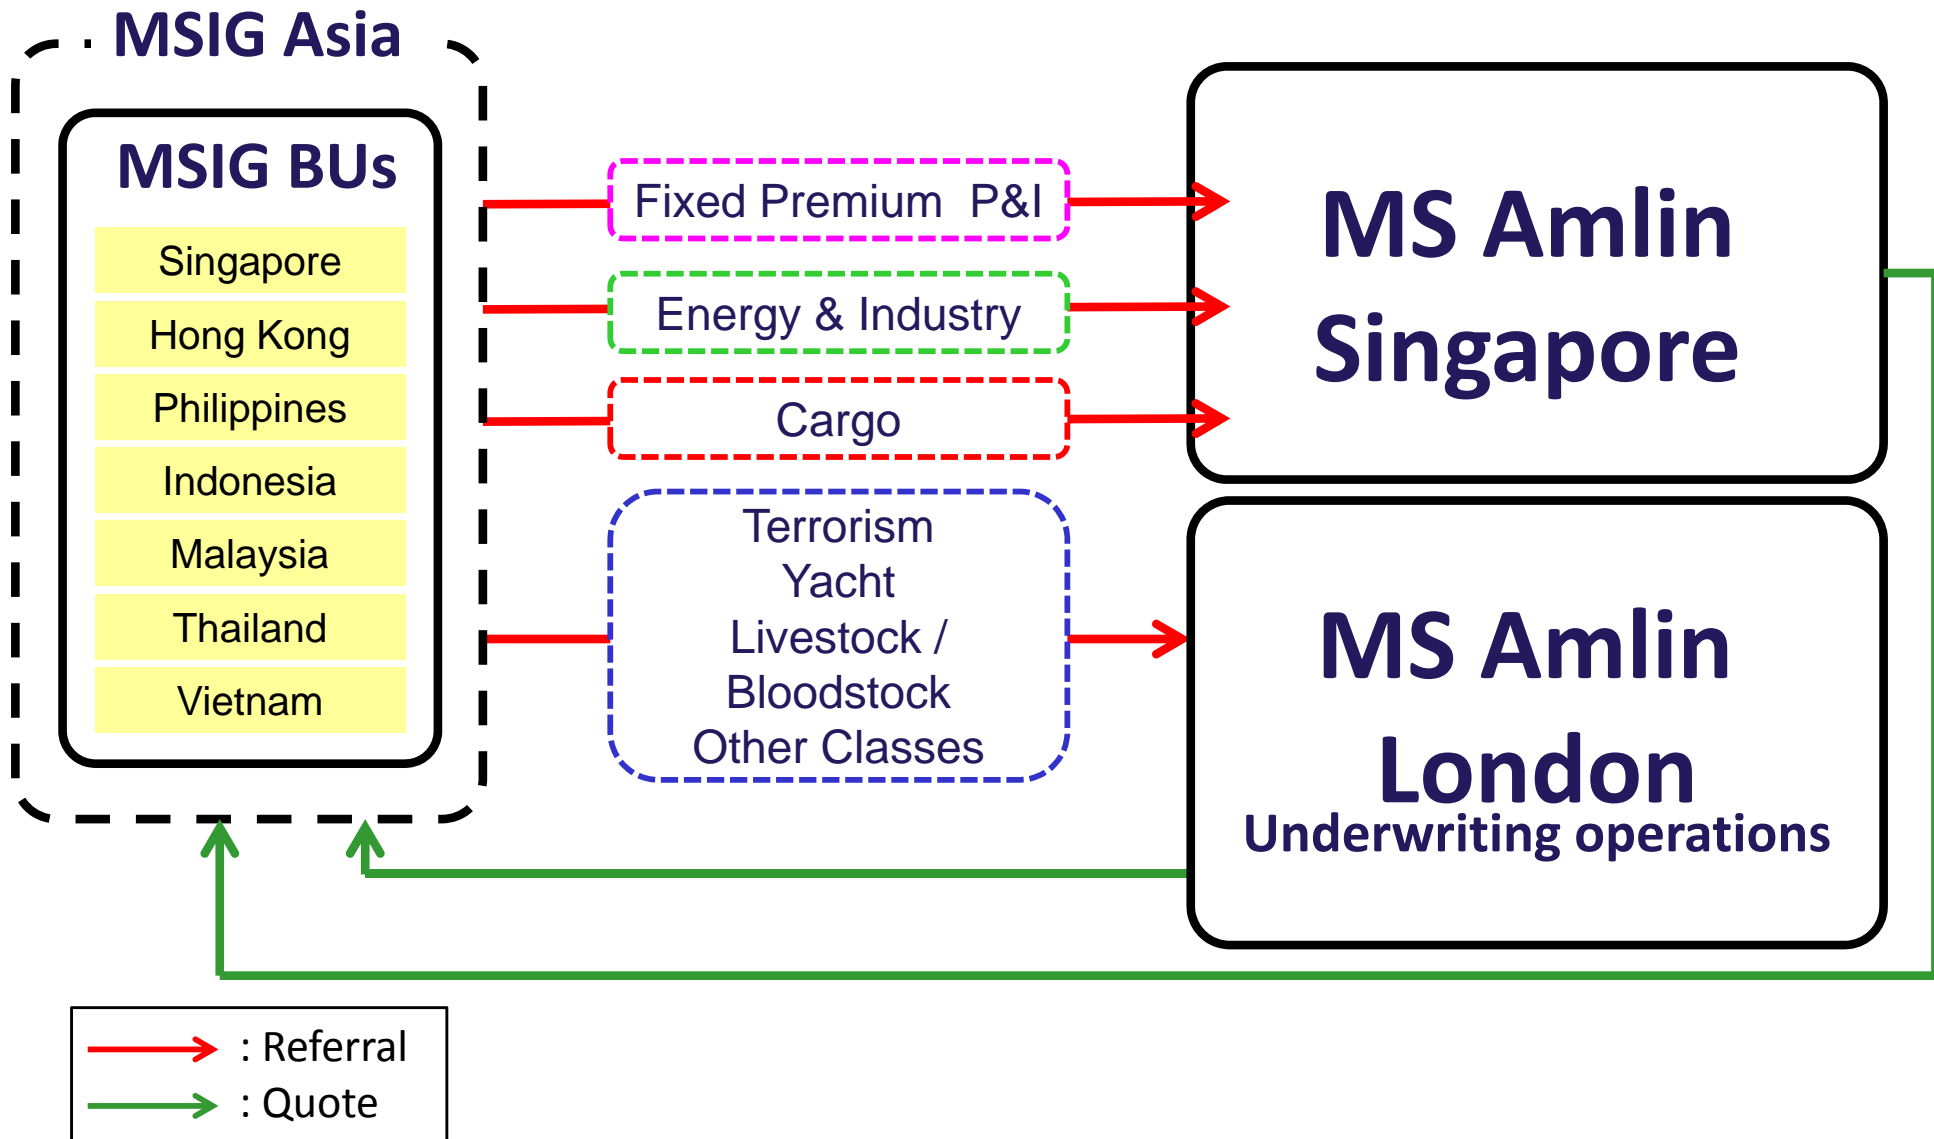 MSIG Asia
MSIG BUs
Singapore
Hong Kong
Philippines
Indonesia
Malaysia
Thailand
Vietnam
Fixed Premium  P&I
Energy & Industry
Cargo
Terrorism
Yacht
Livestock /
Bloodstock
Other Classes
MS Amlin
Singapore
MS Amlin
London
Underwriting operations
: Referral
: Quote